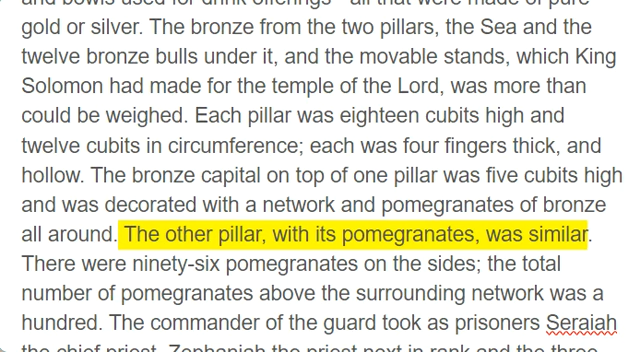 and bowls used for drink offerings—all that were made of pure
gold or silver. The bronze from the two pillars, the Sea and the
twelve bronze bulls under it, and the movable stands, which King
Solomon had made for the temple of the Lord, was more than
could be weighed. Each pillar was eighteen cubits high and
twelve cubits in circumference; each was four fingers thick, and
hollow. The bronze capital on top of one pillar was five cubits high
and was decorated with a network and pomegranates of bronze
all around. The other pillar, with its pomegranates, was similar.
There were ninety-six pomegranates on the sides; the total
number of pomegranates above the surrounding network was a
hundred. The commander of the guard took as prisoners Seraiah
the chief priest, Zephaniah the priest next in rank and the three